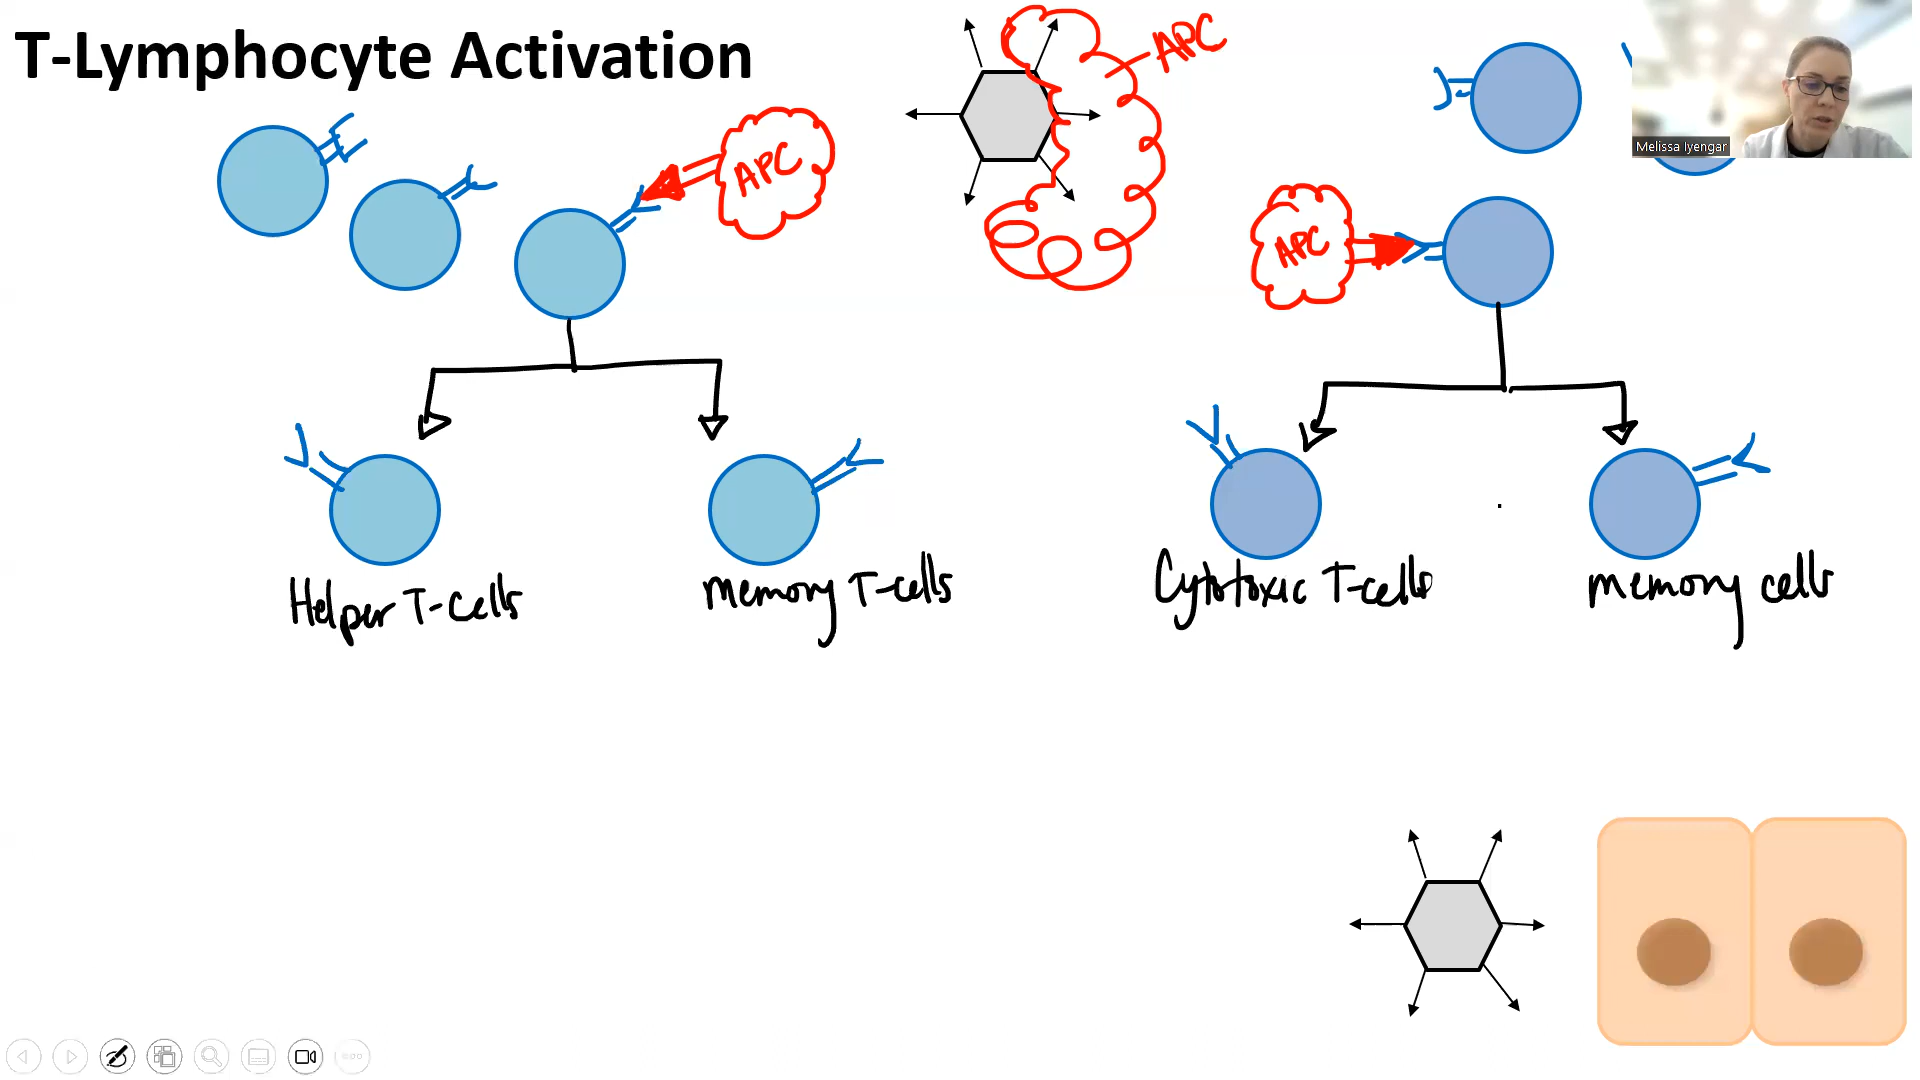 T-Lymphocyte Activation
APC
APC
APC
Melissa Iyengar
Helper T-cells
memory T-cells
Cytotoxic T-cells
memory cells